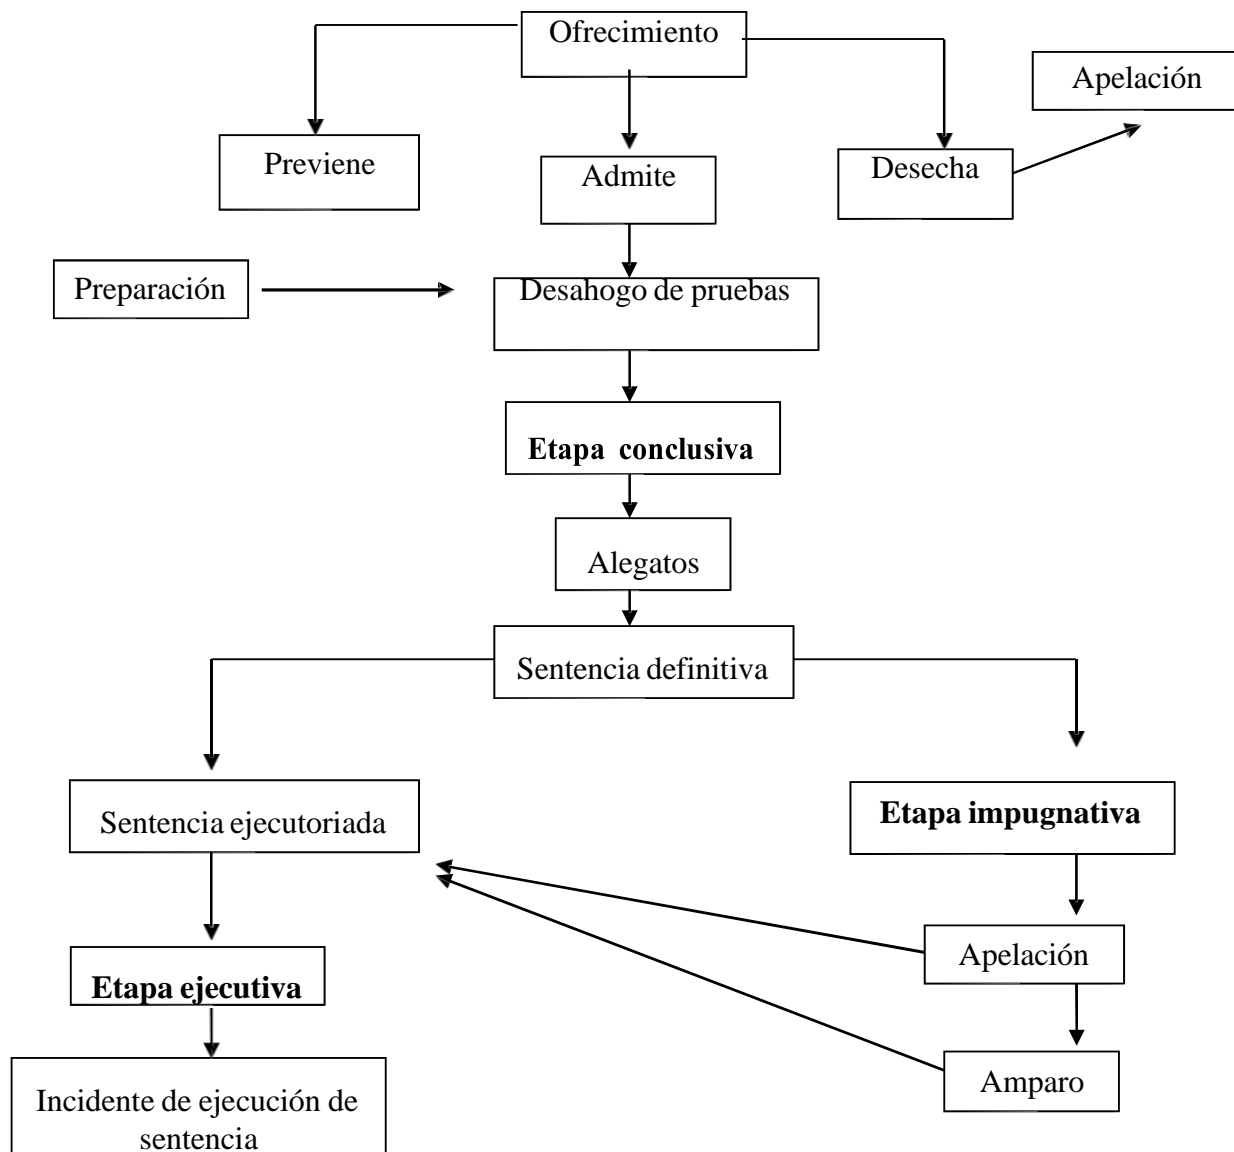 Ofrecimiento
Apelación
Previene
Admite
Desecha
Preparación
Desahogo de pruebas
Etapa conclusiva
Alegatos
Sentencia definitiva
Sentencia ejecutoriada
Etapa impugnativa
Apelación
Etapa ejecutiva
Amparo
Incidente de ejecución de
sentencia